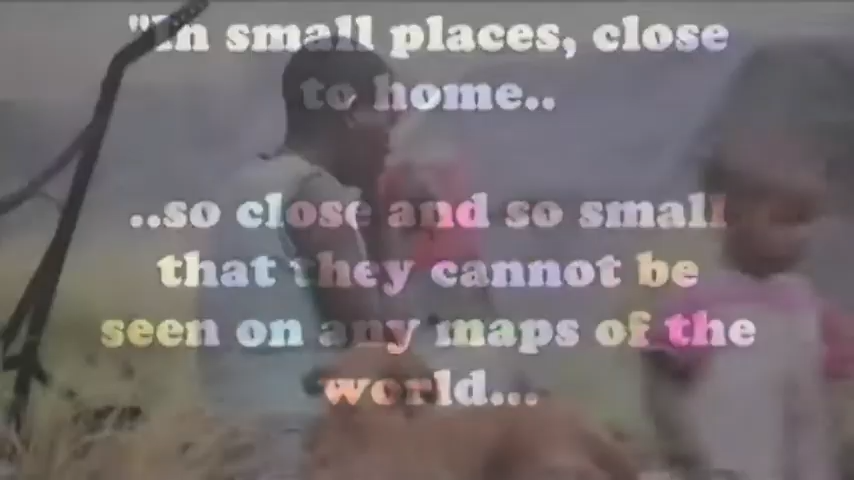 "In small places, close
to home..
..so close and so small
that they cannot be
seen on any maps of the
world...